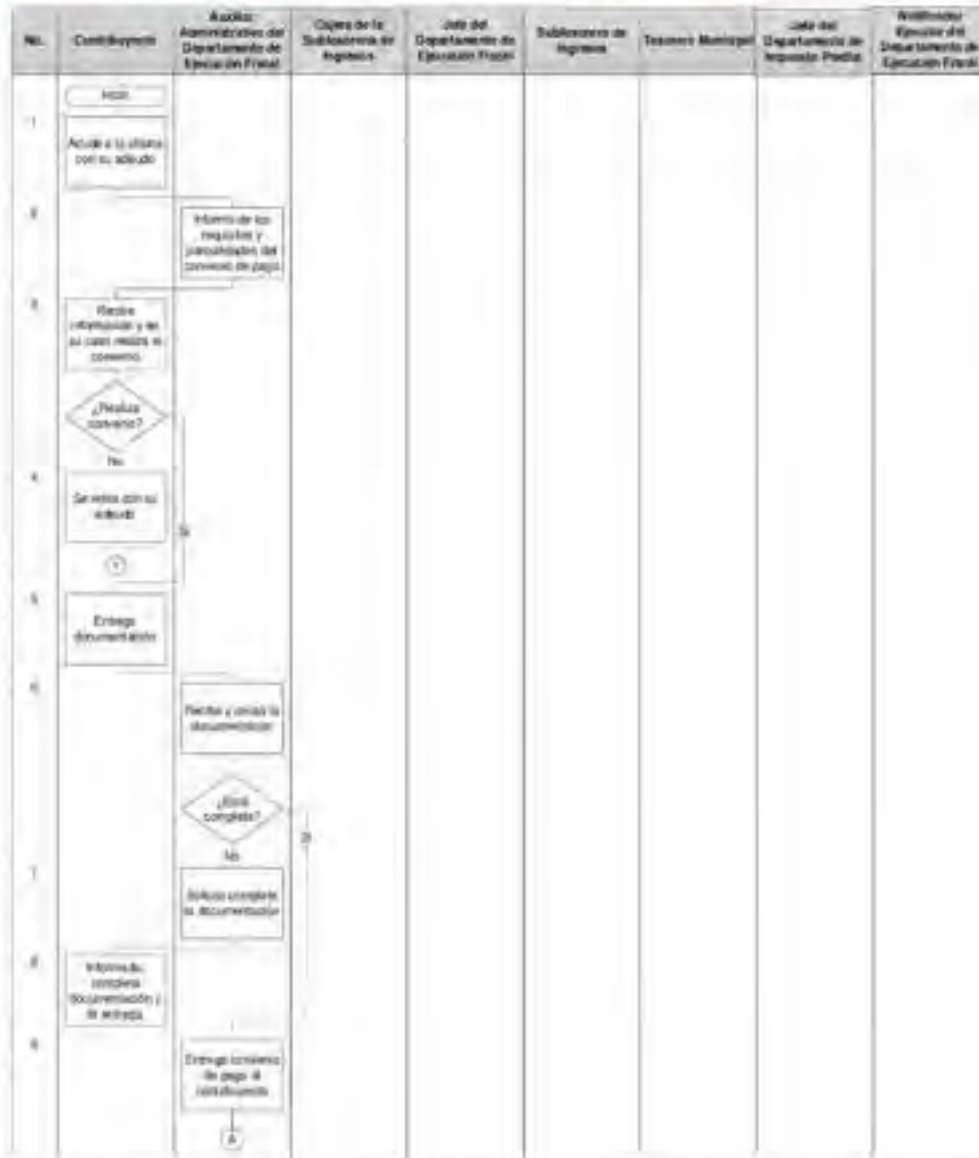 No.
Contribuyente
Auxiliar
Administrativo del
Departamento de
Ejecución Fiscal
Cajera de la
Subtesorería de
Ingresos
Jefe del
Departamento de
Ejecución Fiscal
Subtesorero de
Ingresos
Tesorero Municipal
Jefe del
Departamento de
Impuesto Predial
Notificador
Ejecutor del
Departamento de
Ejecución Fiscal
Inicio
1
Acude a la oficina
con su adeudo
2
Informa de los
requisitos y
parcialidades del
convenio de pago
3
Recibe
información y en
su caso realiza el
convenio
¿Realiza
convenio?
No
4
Se retira con su
adeudo
Si
5
Entrega
documentación
6
Recibe y revisa la
documentación
¿Está
completa?
Si
No
7
Solicita complete
la documentación
8
Informado,
completa
documentación y
la entrega
9
Entrega convenio
de pago al
contribuyente
A